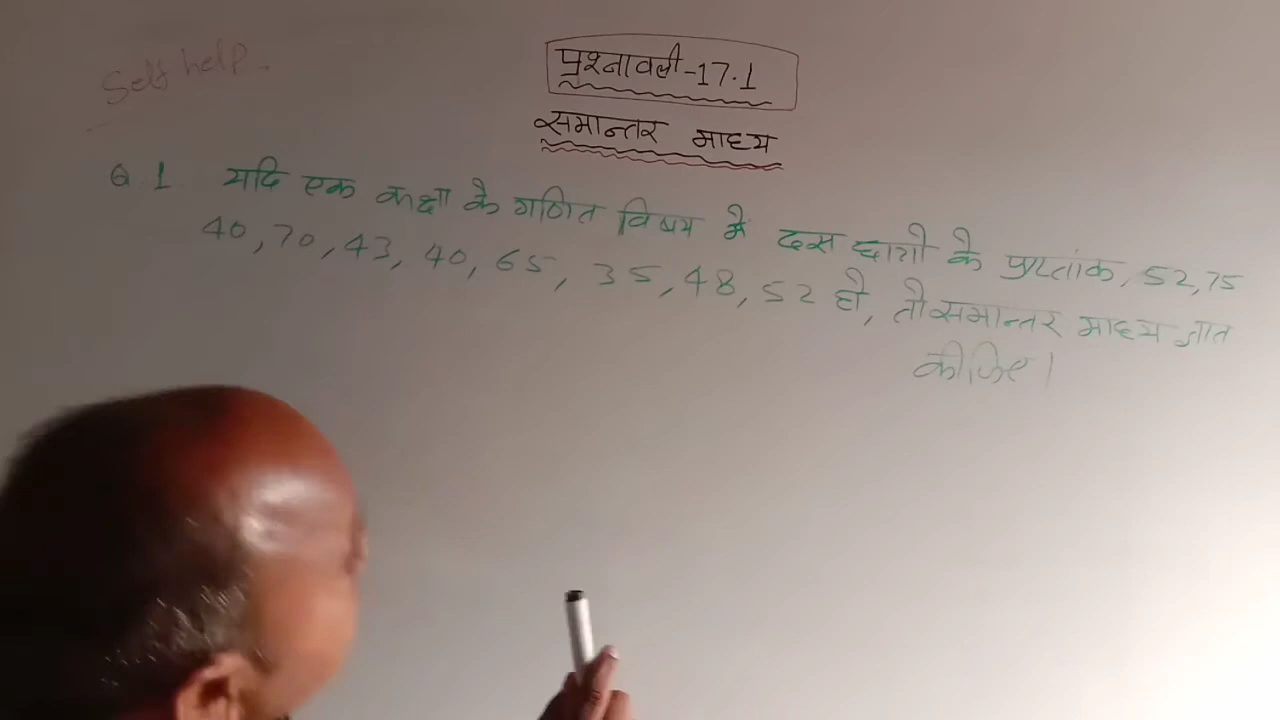 Self help.
प्रश्नावली-17.1
समान्तर माध्य
Q 1 यदि एक कक्षा के गणित विषय में दस छात्रों के प्राप्तांक, 52,75
40,70,43,40,65,35,48,52 हो, तो समान्तर माध्य ज्ञात
कीजिए।